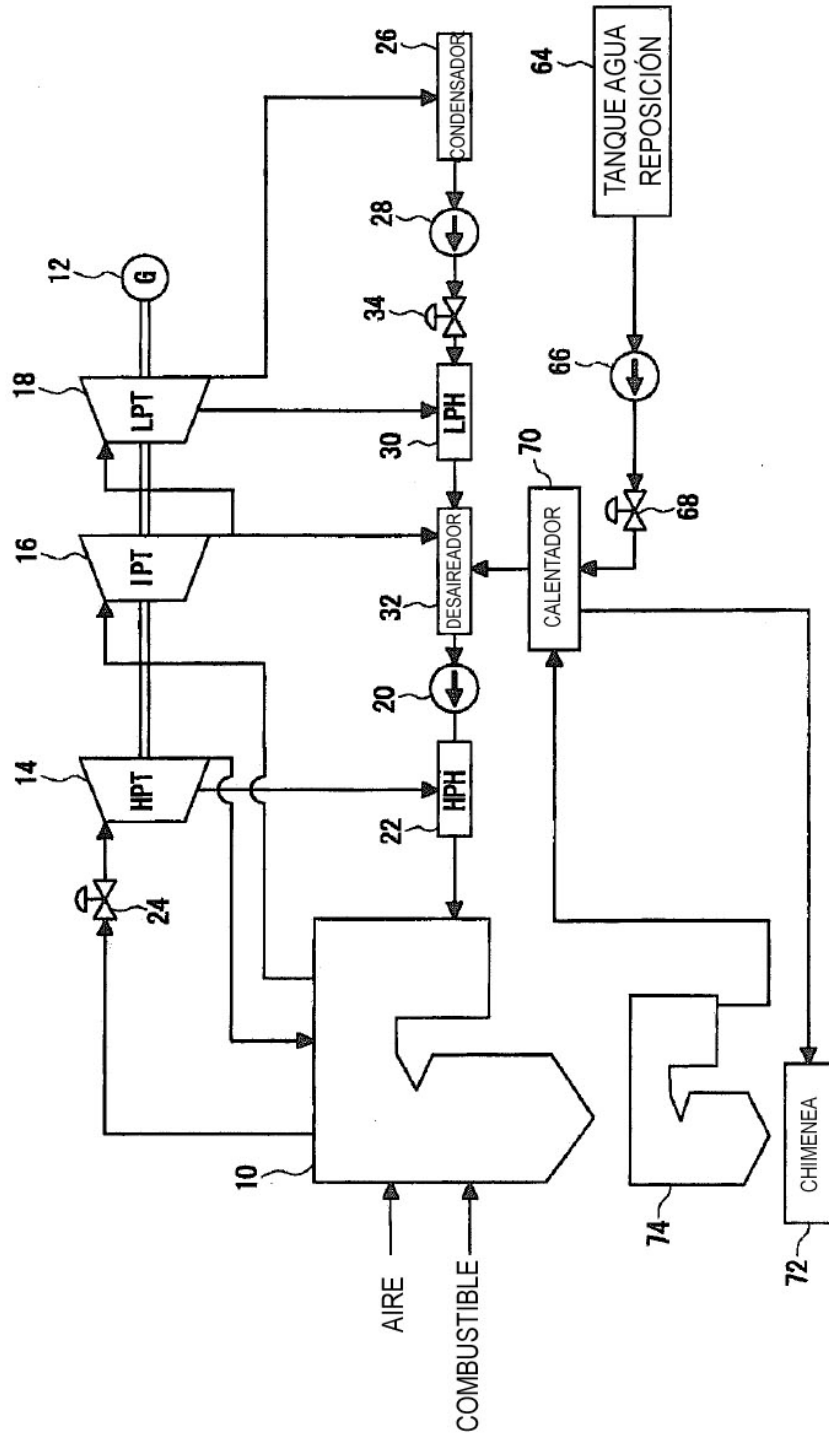 12
G
18
LPT
16
IPT
14
HPT
24
26
CONDENSADOR
28
34
LPH
30
DESAIREADOR
32
20
HPH
22
10
AIRE
COMBUSTIBLE
64
TANQUE AGUA
REPOSICIÓN
66
68
70
CALENTADOR
74
CHIMENEA
72